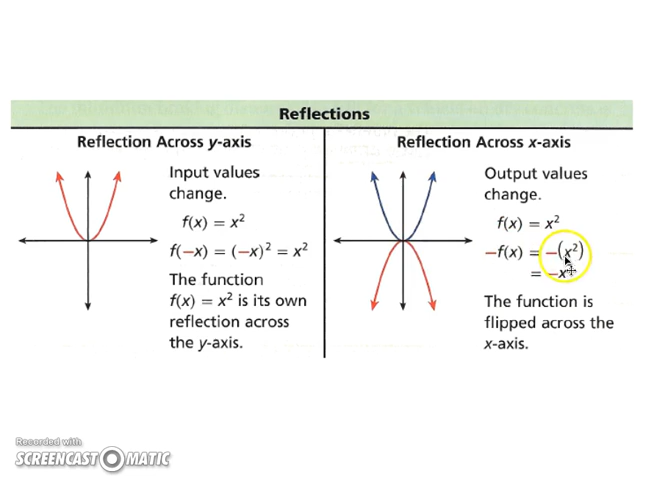 Reflections
Reflection Across y-axis
Input values
change.
f(x) = x²
f(−x) = (−x)² = x²
The function
f(x) = x² is its own
reflection across
the y-axis.
Reflection Across x-axis
Output values
change.
f(x) = x²
−f(x) = −(x²)
= −x²
The function is
flipped across the
x-axis.
Recorded with
SCREENCAST-O-MATIC